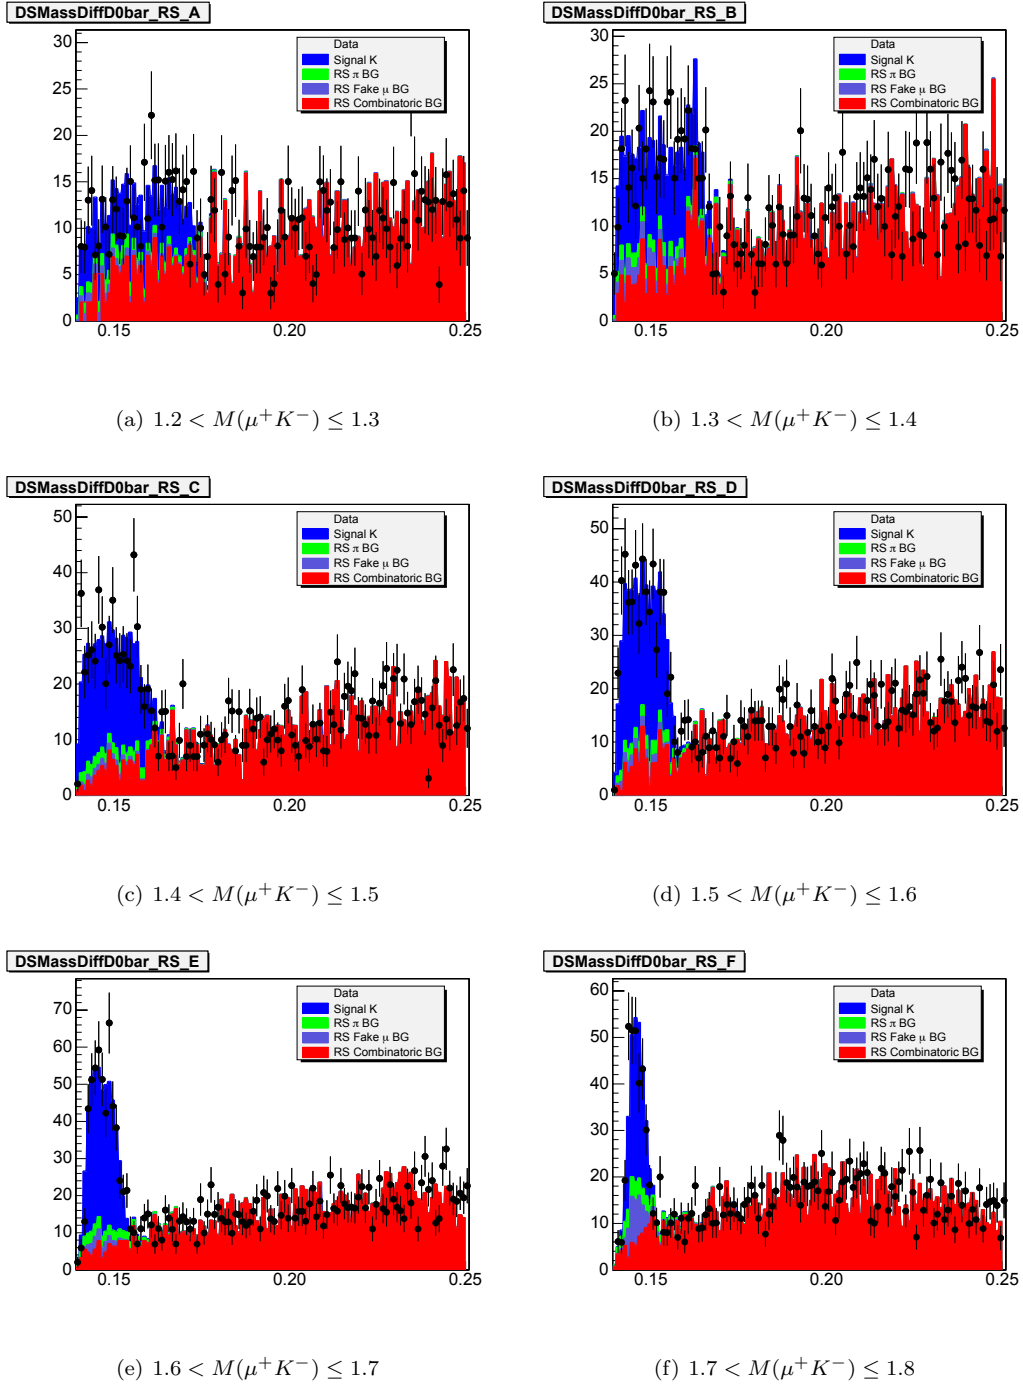 DSMassDiffD0bar_RS_A
30
25
20
15
10
5
0
0.15
0.20
0.25
Data
Signal K
RS π BG
RS Fake μ BG
RS Combinatoric BG
(a) 1.2 < M(μ⁺K⁻) ≤ 1.3
DSMassDiffD0bar_RS_B
30
25
20
15
10
5
0
0.15
0.20
0.25
Data
Signal K
RS π BG
RS Fake μ BG
RS Combinatoric BG
(b) 1.3 < M(μ⁺K⁻) ≤ 1.4
DSMassDiffD0bar_RS_C
50
40
30
20
10
0
0.15
0.20
0.25
Data
Signal K
RS π BG
RS Fake μ BG
RS Combinatoric BG
(c) 1.4 < M(μ⁺K⁻) ≤ 1.5
DSMassDiffD0bar_RS_D
50
40
30
20
10
0
0.15
0.20
0.25
Data
Signal K
RS π BG
RS Fake μ BG
RS Combinatoric BG
(d) 1.5 < M(μ⁺K⁻) ≤ 1.6
DSMassDiffD0bar_RS_E
70
60
50
40
30
20
10
0
0.15
0.20
0.25
Data
Signal K
RS π BG
RS Fake μ BG
RS Combinatoric BG
(e) 1.6 < M(μ⁺K⁻) ≤ 1.7
DSMassDiffD0bar_RS_F
60
50
40
30
20
10
0
0.15
0.20
0.25
Data
Signal K
RS π BG
RS Fake μ BG
RS Combinatoric BG
(f) 1.7 < M(μ⁺K⁻) ≤ 1.8